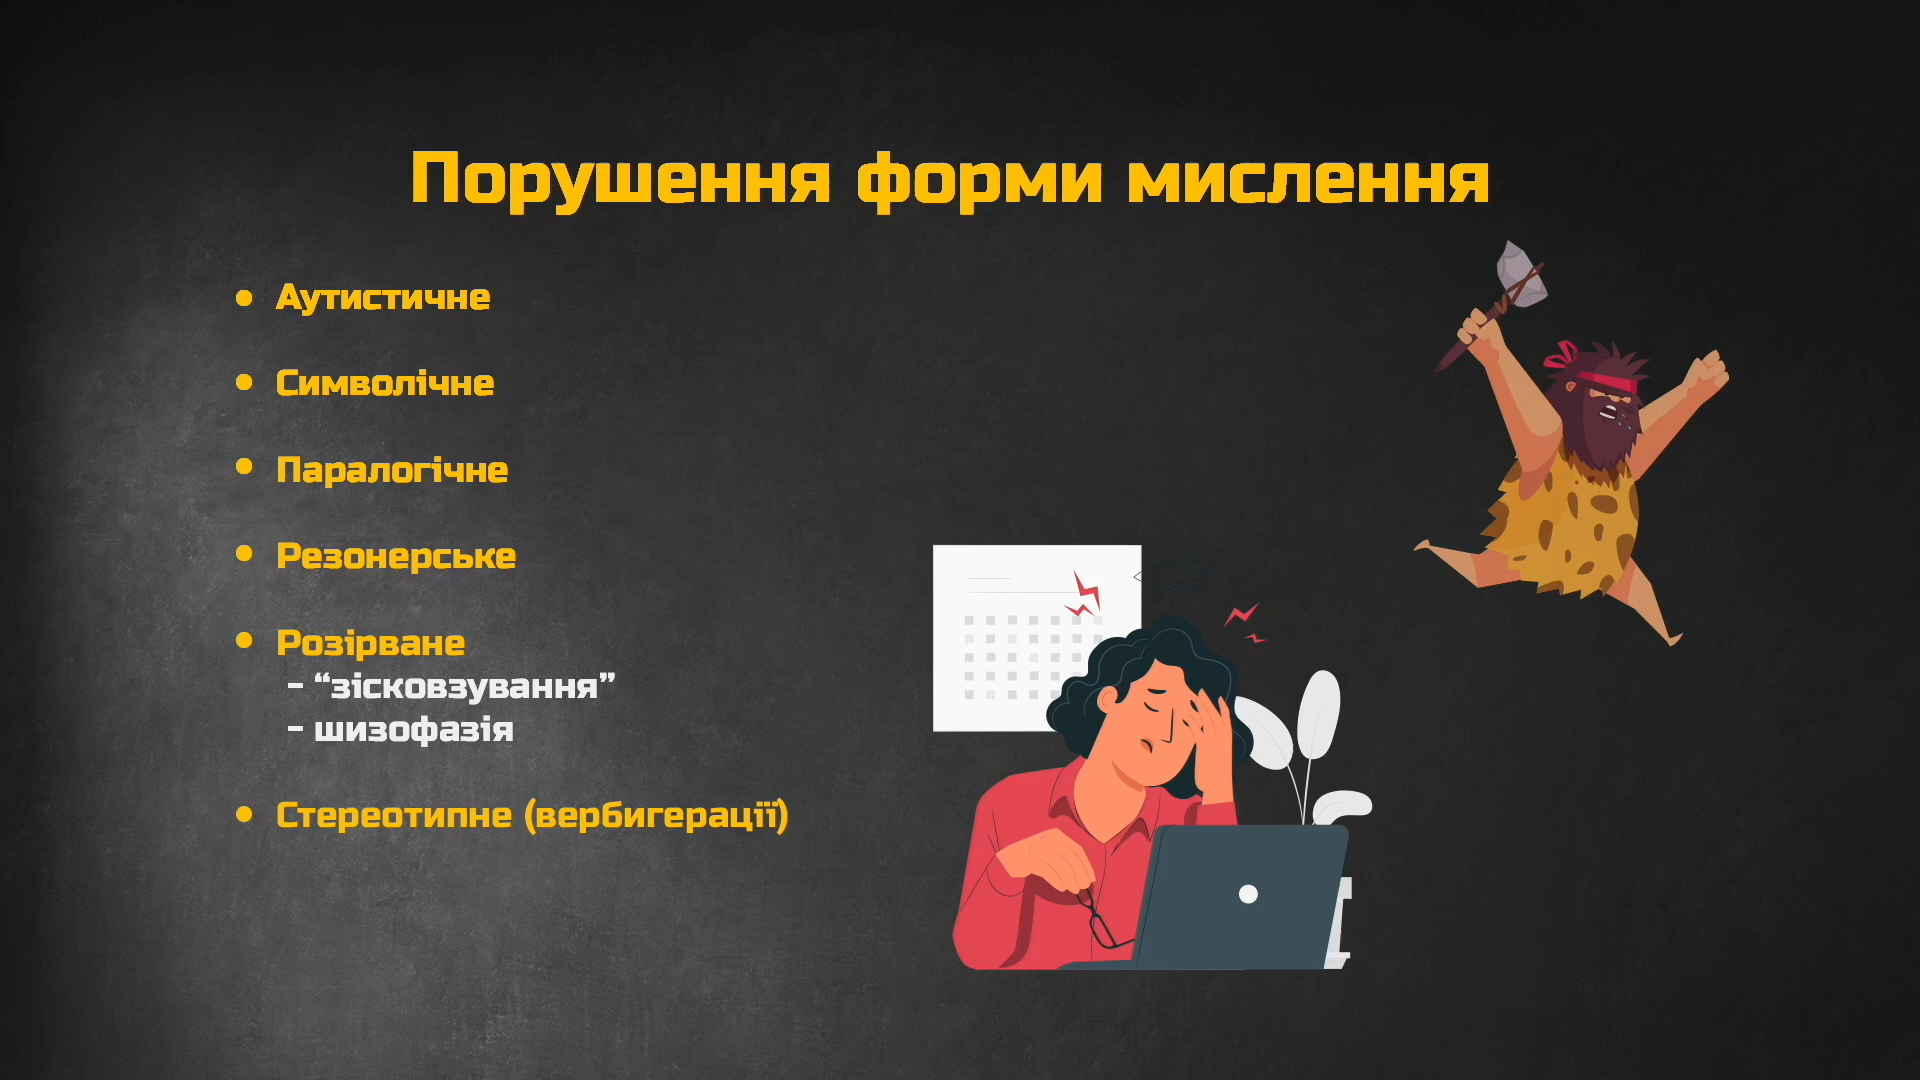 Порушення форми мислення
• Аутистичне
• Символічне
• Паралогічне
• Резонерське
• Розірване
- “зісковзування”
- шизофазія
• Стереотипне (вербигерації)